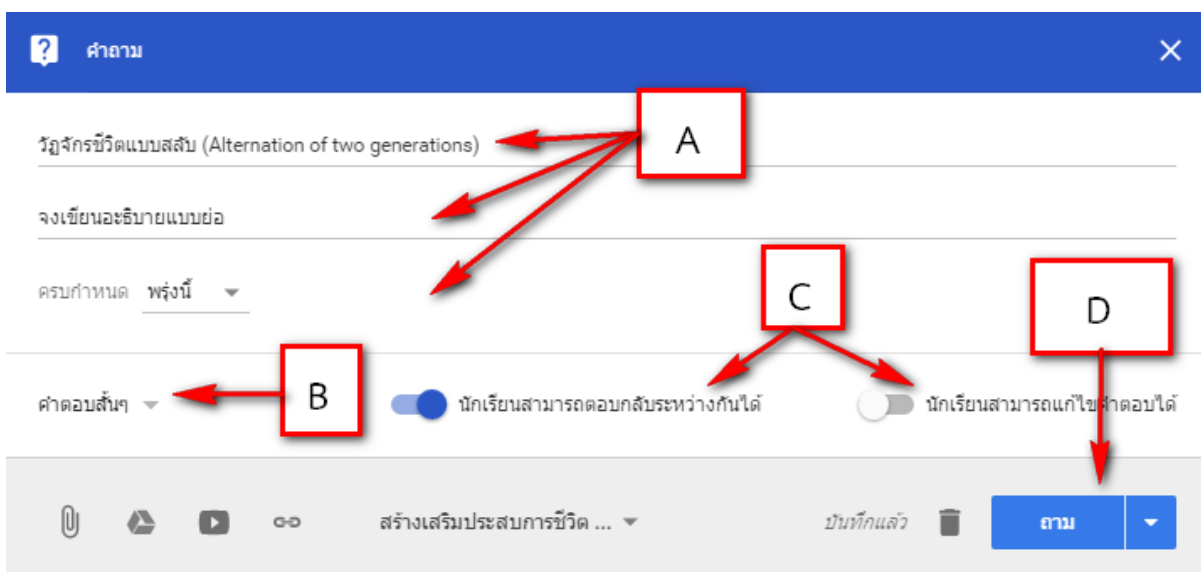 คำถาม
วัฏจักรชีวิตแบบสลับ (Alternation of two generations)
A
จงเขียนอะธิบายแบบย่อ
ครบกำหนด พรุ่งนี้
C
D
คำตอบสั้นๆ
B
นักเรียนสามารถตอบกลับระหว่างกันได้
นักเรียนสามารถแก้ไขคำตอบได้
สร้างเสริมประสบการชีวิต ...
บันทึกแล้ว
ถาม